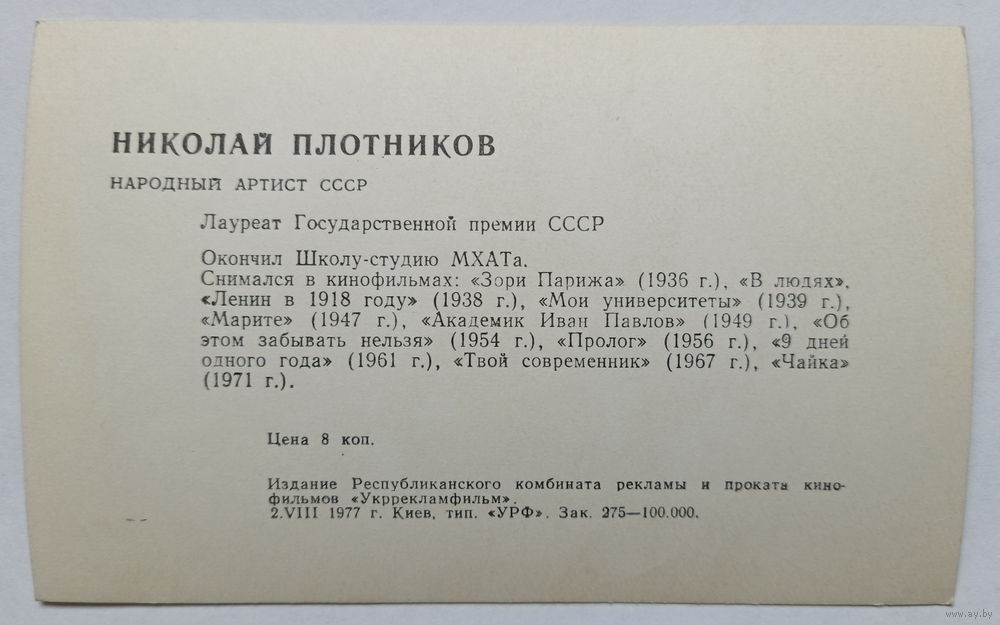 НИКОЛАЙ ПЛОТНИКОВ
НАРОДНЫЙ АРТИСТ СССР
Лауреат Государственной премии СССР
Окончил Школу-студию МХАТа.
Снимался в кинофильмах: «Зори Парижа» (1936 г.), «В людях»,
«Ленин в 1918 году» (1938 г.), «Мои университеты» (1939 г.),
«Марите» (1947 г.), «Академик Иван Павлов» (1949 г.), «Об
этом забывать нельзя» (1954 г.), «Пролог» (1956 г.), «9 дней
одного года» (1961 г.), «Твой современник» (1967 г.), «Чайка»
(1971 г.).
Цена 8 коп.
Издание Республиканского комбината рекламы и проката кино-
фильмов «Укррекламфильм».
2.VIII 1977 г. Киев, тип. «УРФ». Зак. 275—100.000.
www.ay.by